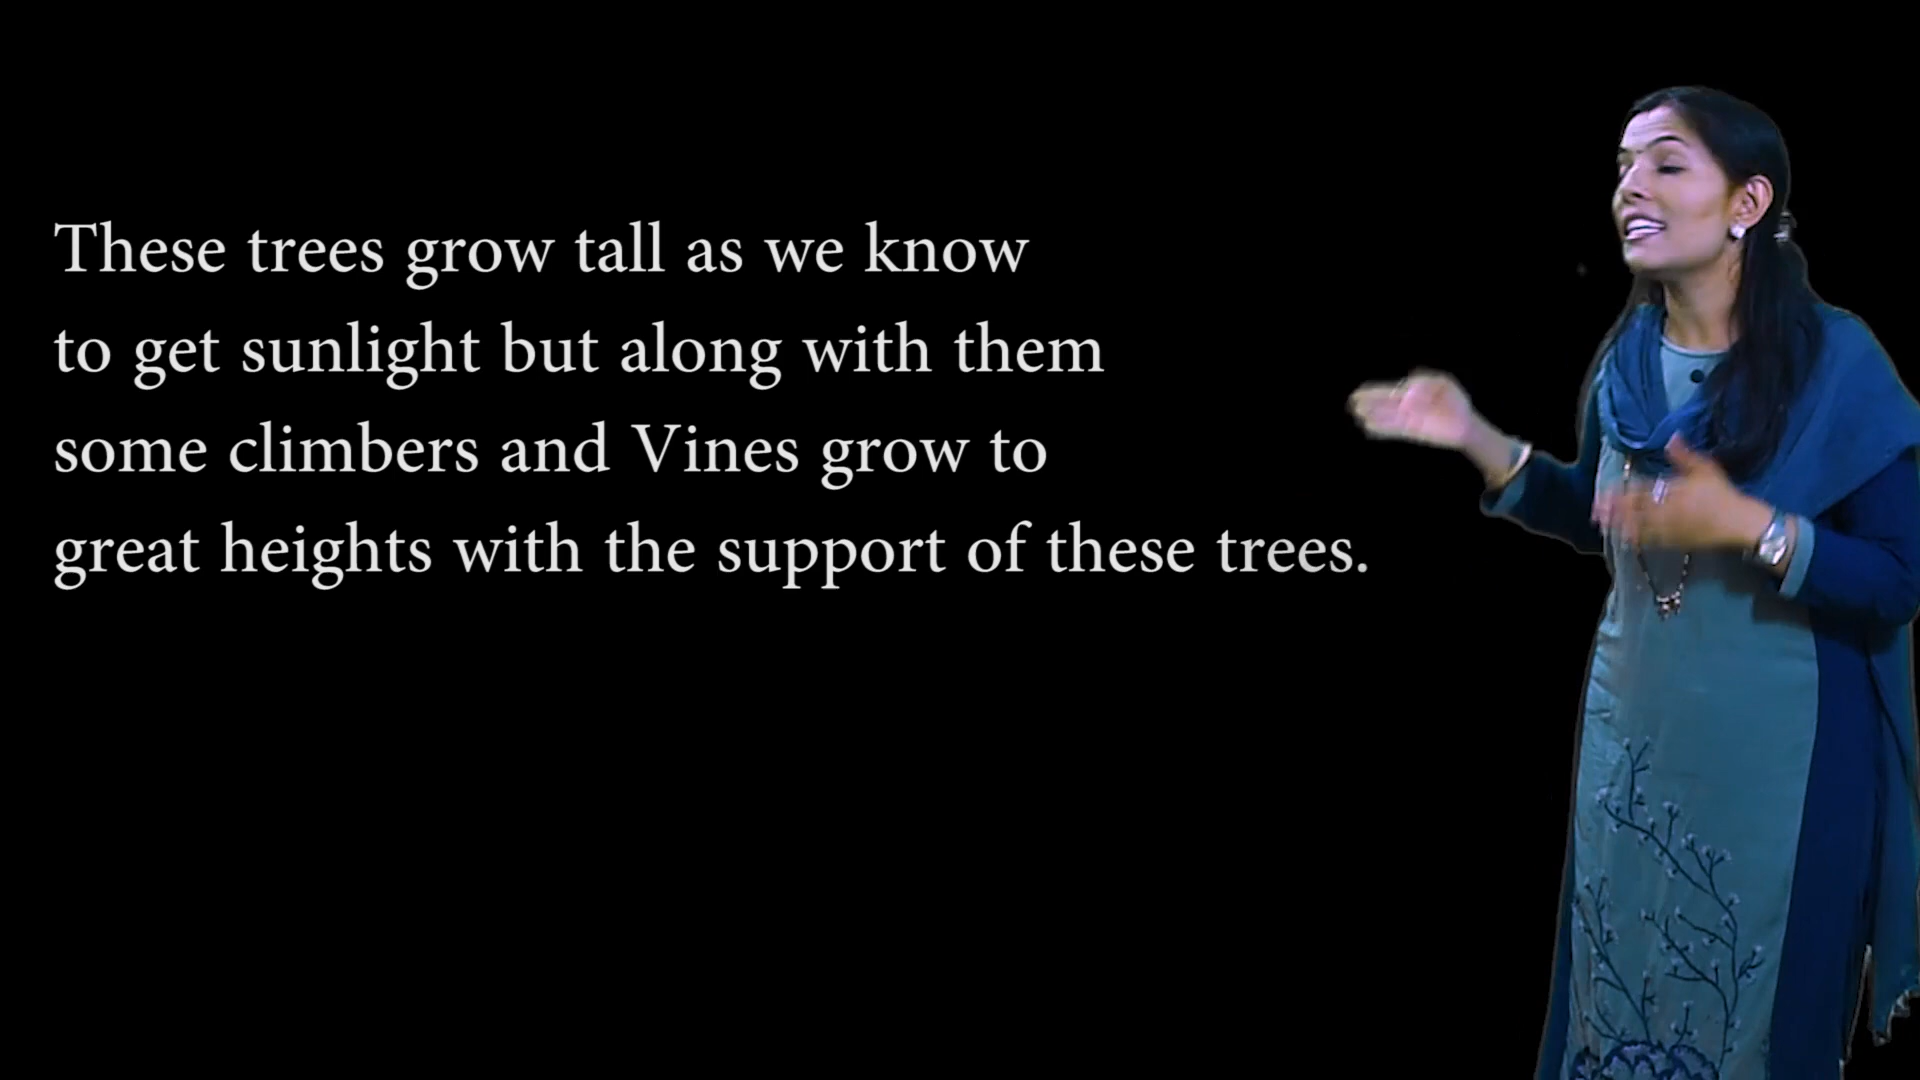 These trees grow tall as we know
to get sunlight but along with them
some climbers and Vines grow to
great heights with the support of these trees.